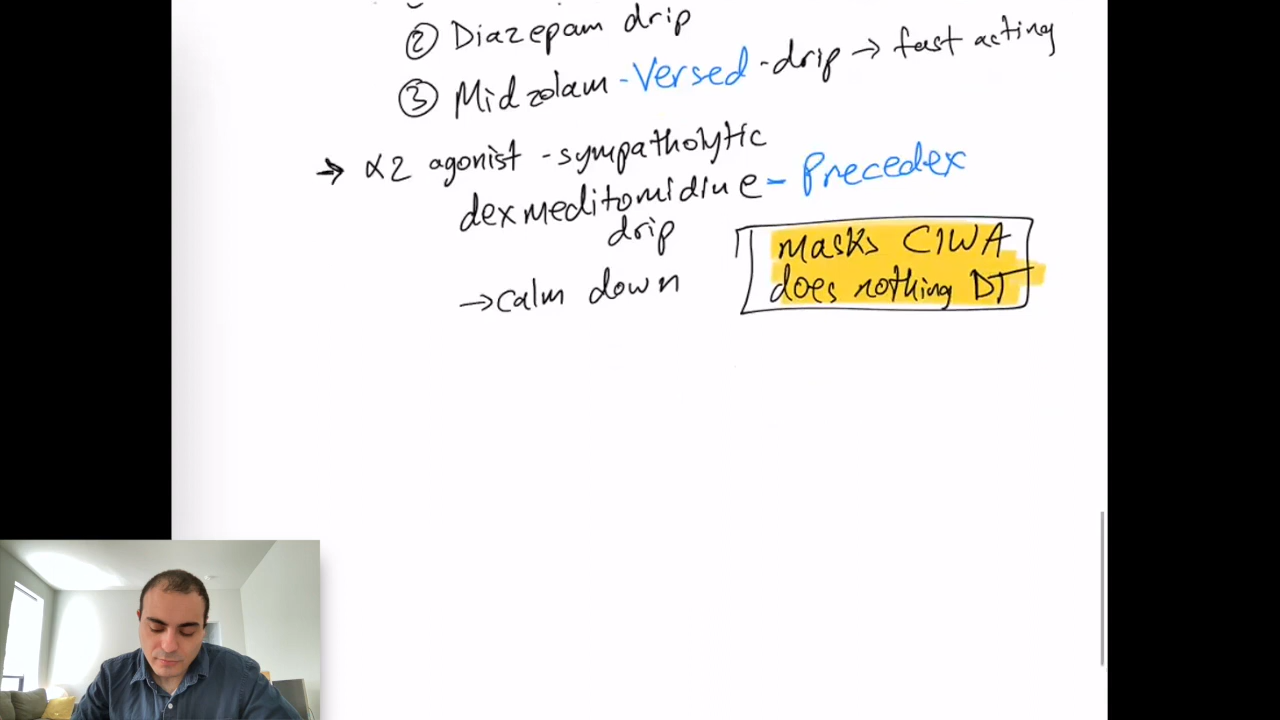 ② Diazepam drip
③ Midzolam - Versed - drip → fast acting
→ α2 agonist - sympatholytic
dexmeditomidine - Precedex
drip
→ calm down
masks CIWA
does nothing DT